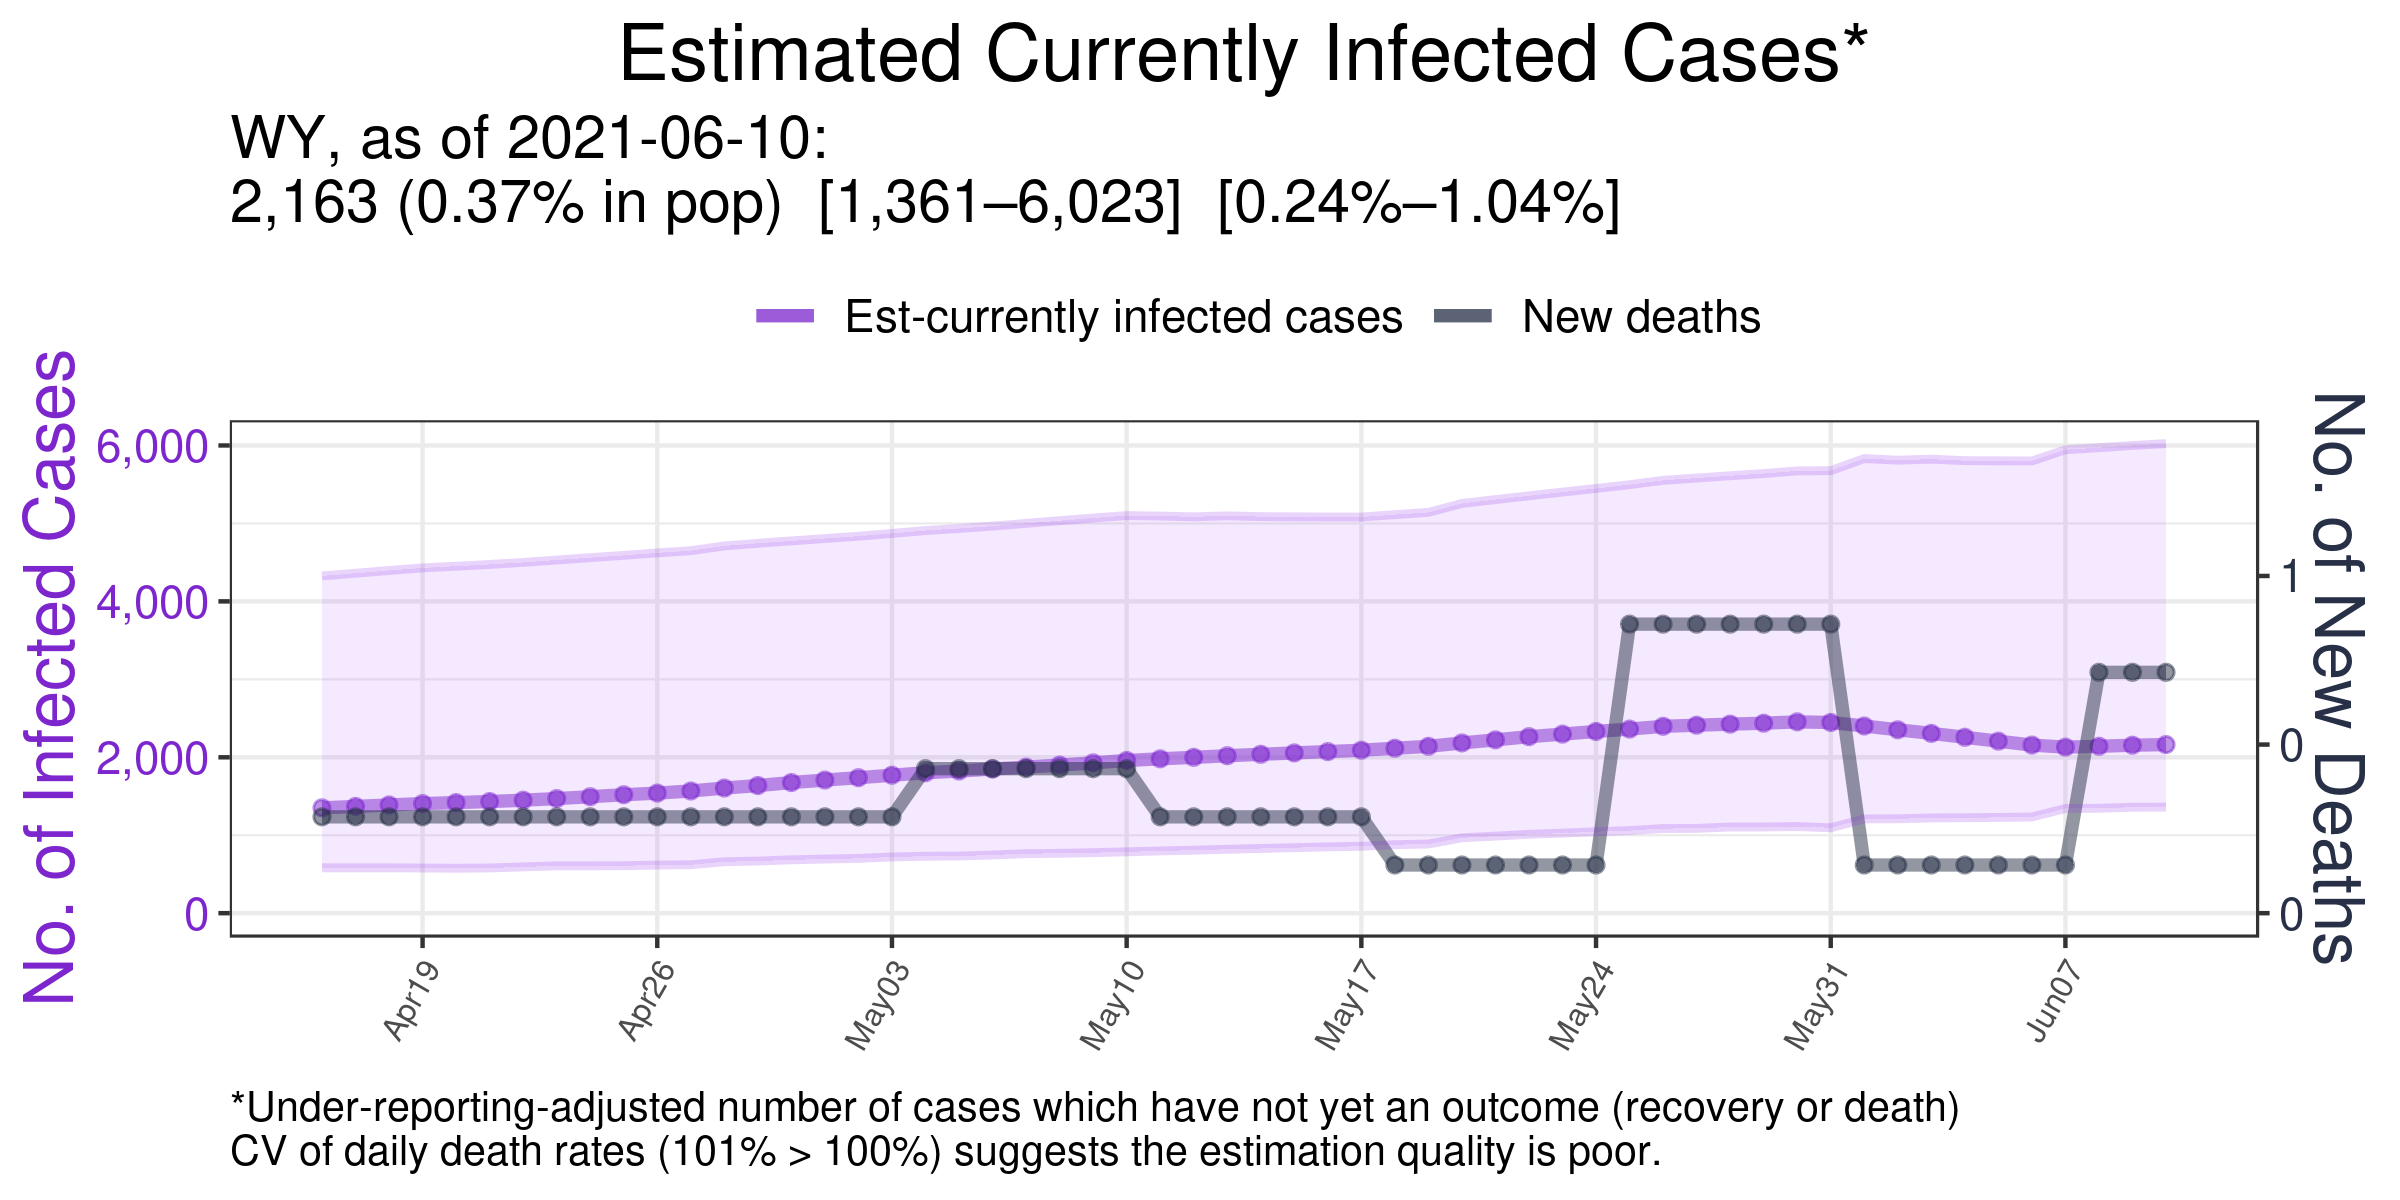 Estimated Currently Infected Cases*
WY, as of 2021-06-10:
2,163 (0.37% in pop) [1,361–6,023] [0.24%–1.04%]
Est-currently infected cases New deaths
No. of Infected Cases
6,000
4,000
2,000
0
No. of New Deaths
1
0
0
Apr19 Apr26 May03 May10 May17 May24 May31 Jun07
*Under-reporting-adjusted number of cases which have not yet an outcome (recovery or death)
CV of daily death rates (101% > 100%) suggests the estimation quality is poor.